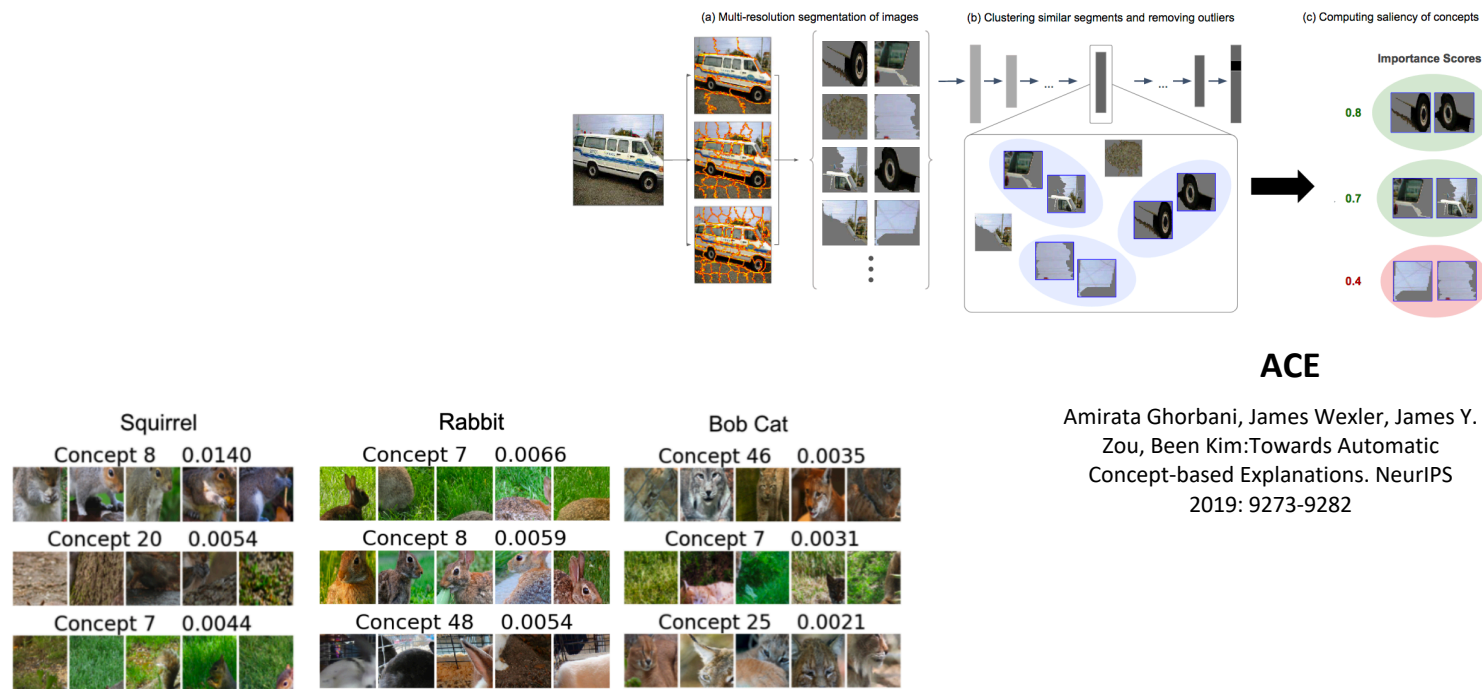 (a) Multi-resolution segmentation of images
(b) Clustering similar segments and removing outliers
(c) Computing saliency of concepts
Importance Scores
...
...
0.8
0.7
0.4
ACE
Amirata Ghorbani, James Wexler, James Y.
Zou, Been Kim:Towards Automatic
Concept-based Explanations. NeurIPS
2019: 9273-9282
Squirrel
Concept 8 0.0140
Concept 20 0.0054
Concept 7 0.0044
Rabbit
Concept 7 0.0066
Concept 8 0.0059
Concept 48 0.0054
Bob Cat
Concept 46 0.0035
Concept 7 0.0031
Concept 25 0.0021